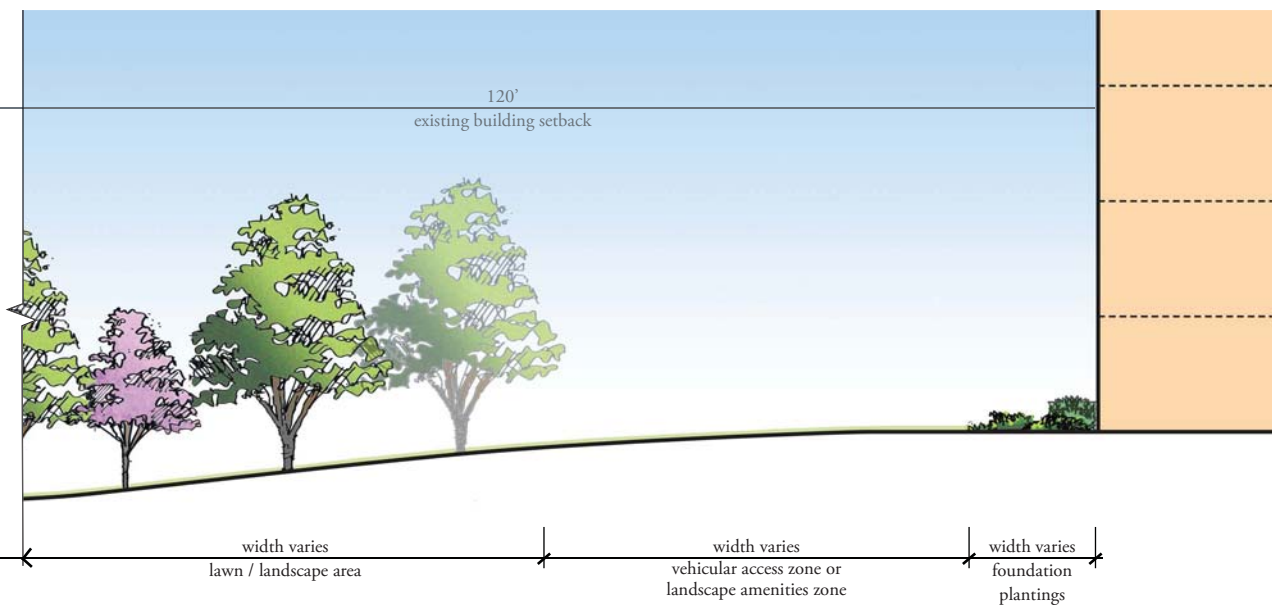 120’
existing building setback
width varies
lawn / landscape area
width varies
vehicular access zone or
landscape amenities zone
width varies
foundation
plantings